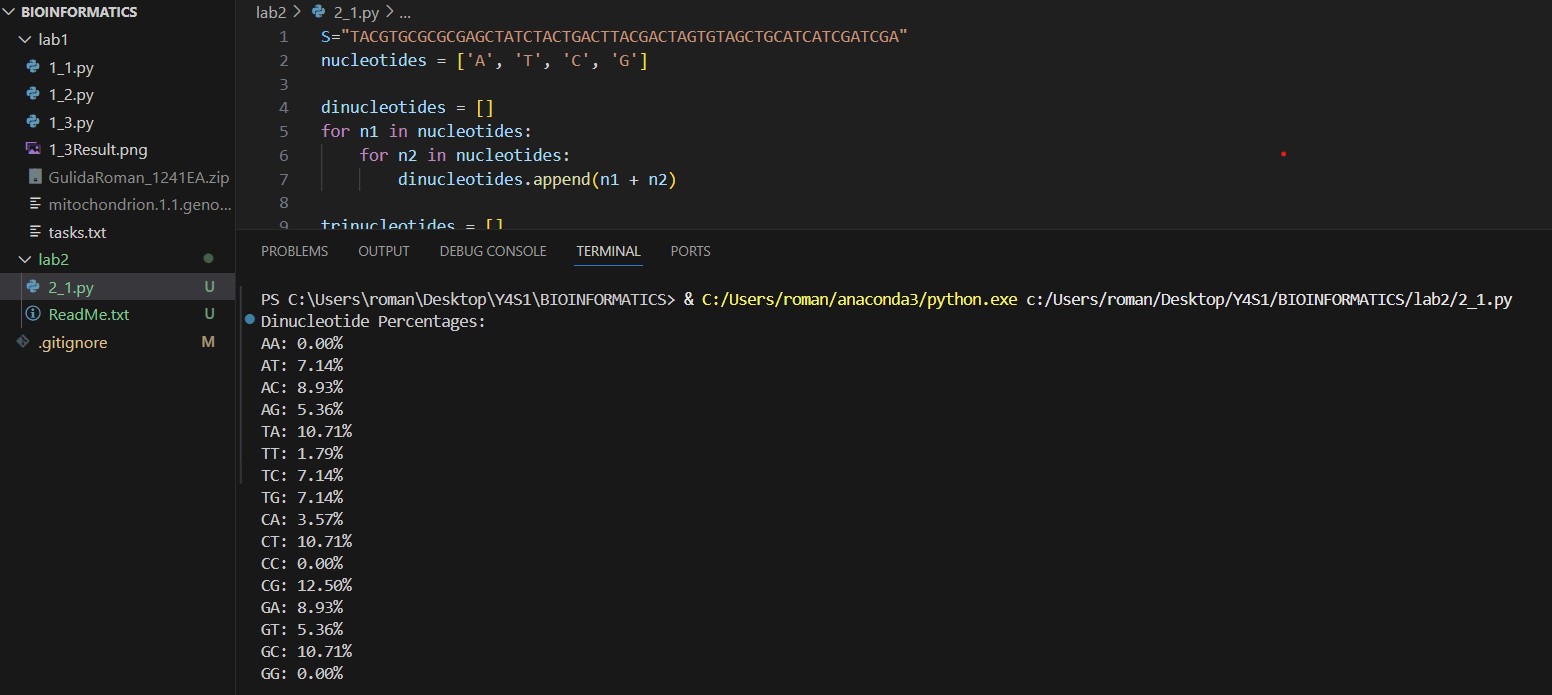 BIOINFORMATICS
lab1
1_1.py
1_2.py
1_3.py
1_3Result.png
GulidaRoman_1241EA.zip
mitochondrion.1.1.geno...
tasks.txt
lab2
2_1.py U
ReadMe.txt U
.gitignore M
lab2 > 2_1.py > ...
1 S="TACGTGCGCGCGAGCTATCTACTGACTTACGACTAGTGTAGCTGCATCATCGATCGA"
2 nucleotides = ['A', 'T', 'C', 'G']
3
4 dinucleotides = []
5 for n1 in nucleotides:
6 for n2 in nucleotides:
7 dinucleotides.append(n1 + n2)
8
9 trinucleotides = []
PROBLEMS OUTPUT DEBUG CONSOLE TERMINAL PORTS
PS C:\Users\roman\Desktop\Y4S1\BIOINFORMATICS> & C:/Users/roman/anaconda3/python.exe c:/Users/roman/Desktop/Y4S1/BIOINFORMATICS/lab2/2_1.py
Dinucleotide Percentages:
AA: 0.00%
AT: 7.14%
AC: 8.93%
AG: 5.36%
TA: 10.71%
TT: 1.79%
TC: 7.14%
TG: 7.14%
CA: 3.57%
CT: 10.71%
CC: 0.00%
CG: 12.50%
GA: 8.93%
GT: 5.36%
GC: 10.71%
GG: 0.00%